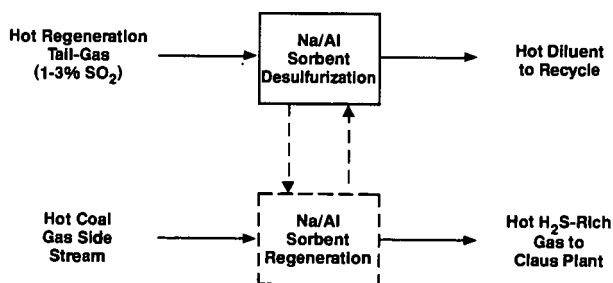 Hot Regeneration
Tail-Gas
(1-3% SO₂)
Na/Al
Sorbent
Desulfurization
Hot Diluent
to Recycle
Hot Coal
Gas Side
Stream
Na/Al
Sorbent
Regeneration
Hot H₂S-Rich
Gas to
Claus Plant